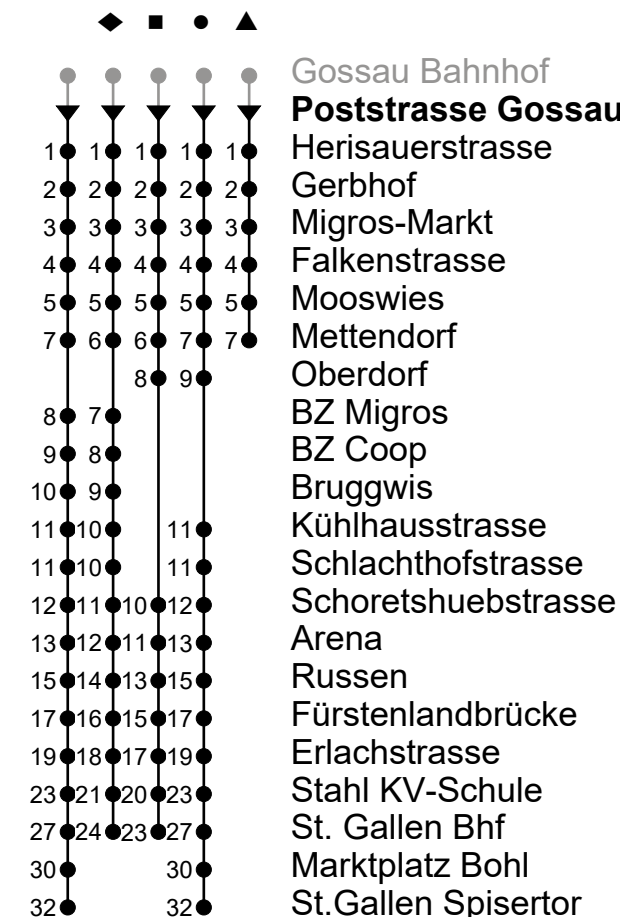 Gossau Bahnhof
Poststrasse Gossau
1 1 1 1 1 Herisauerstrasse
2 2 2 2 2 Gerbhof
3 3 3 3 3 Migros-Markt
4 4 4 4 4 Falkenstrasse
5 5 5 5 5 Mooswies
7 6 6 7 7 Mettendorf
8 9 Oberdorf
8 7 BZ Migros
9 8 BZ Coop
10 9 Bruggwis
11 10 11 Kühlhausstrasse
11 10 11 Schlachthofstrasse
12 11 10 12 Schoretshuebstrasse
13 12 11 13 Arena
15 14 13 15 Russen
17 16 15 17 Fürstenlandbrücke
19 18 17 19 Erlachstrasse
23 21 20 23 Stahl KV-Schule
27 24 23 27 St. Gallen Bhf
30 30 Marktplatz Bohl
32 32 St.Gallen Spisertor